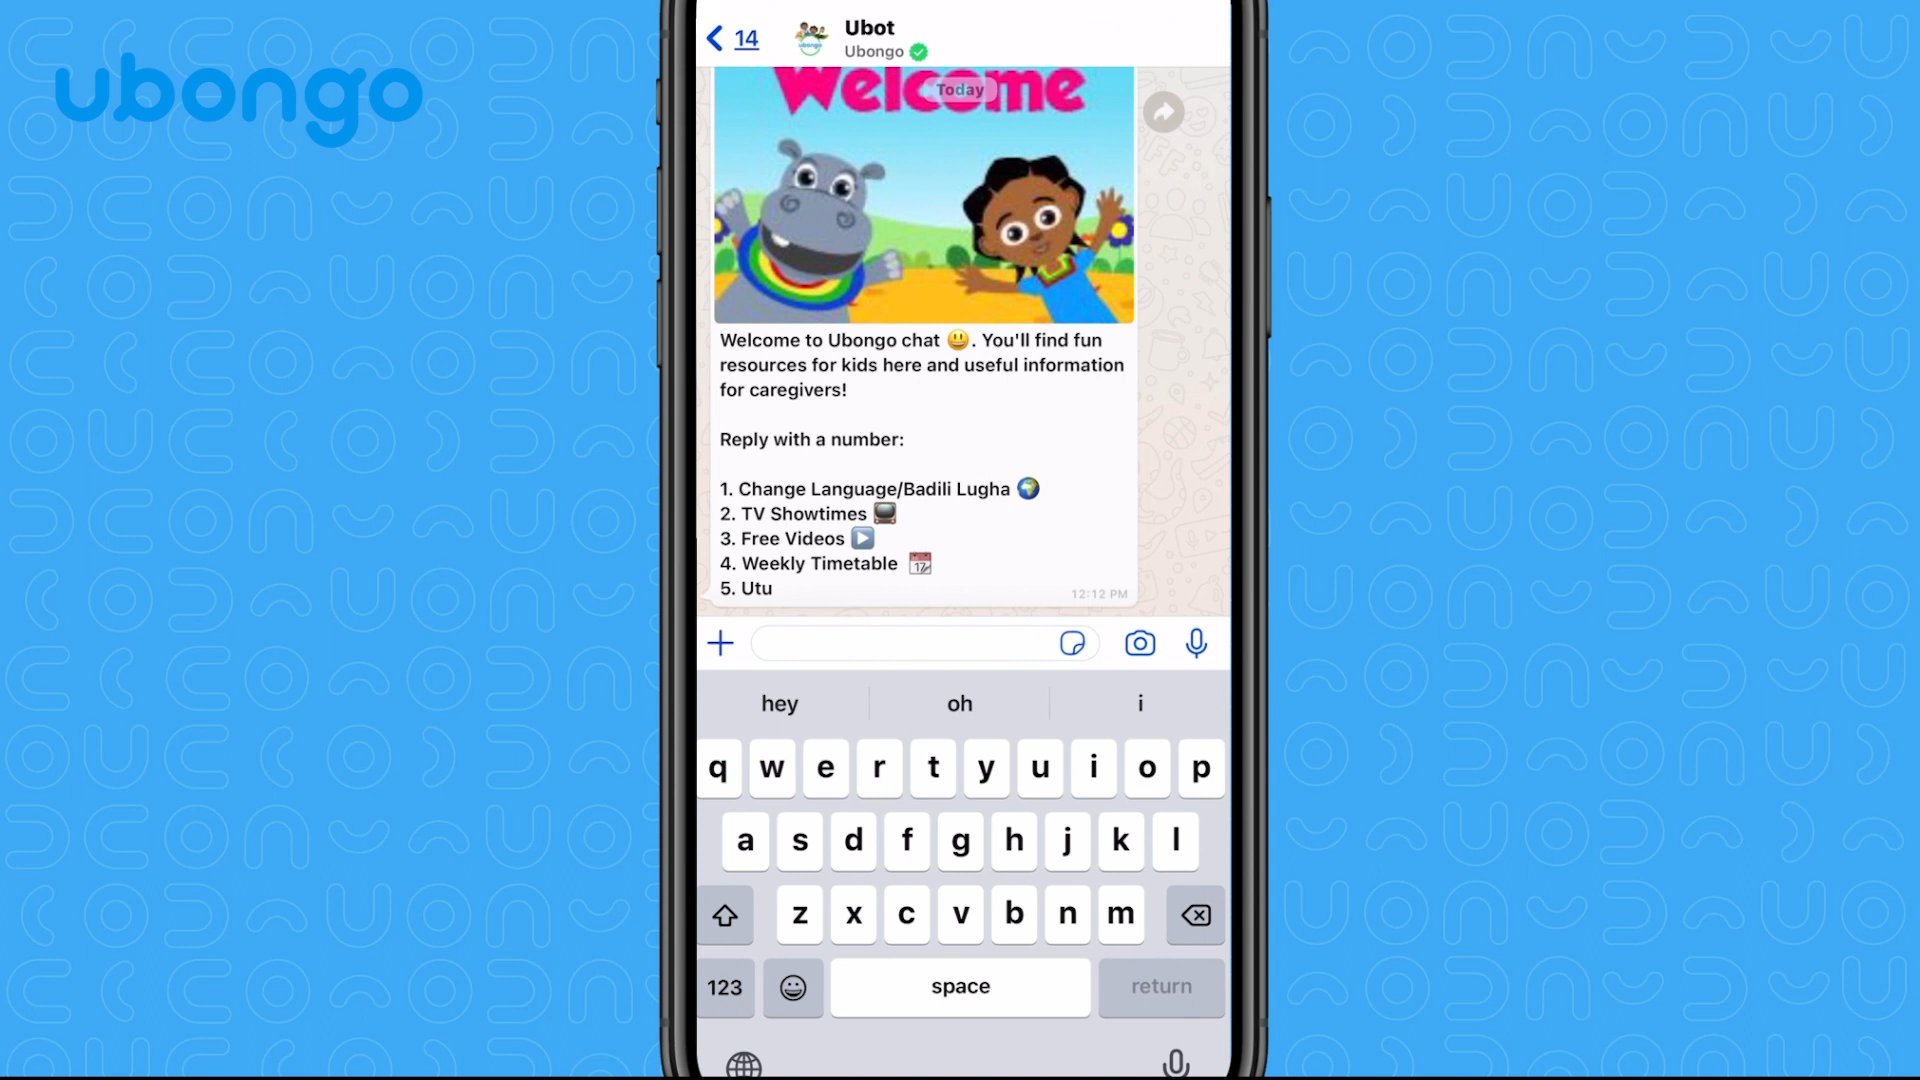 ubongo
14
Ubot
Ubongo
Welcome
Today
Welcome to Ubongo chat 😃. You'll find fun
resources for kids here and useful information
for caregivers!
Reply with a number:
1. Change Language/Badili Lugha 🌍
2. TV Showtimes 📺
3. Free Videos ▶️
4. Weekly Timetable 📅
5. Utu
12:12 PM
hey oh i
q w e r t y u i o p
a s d f g h j k l
z x c v b n m
123 space return